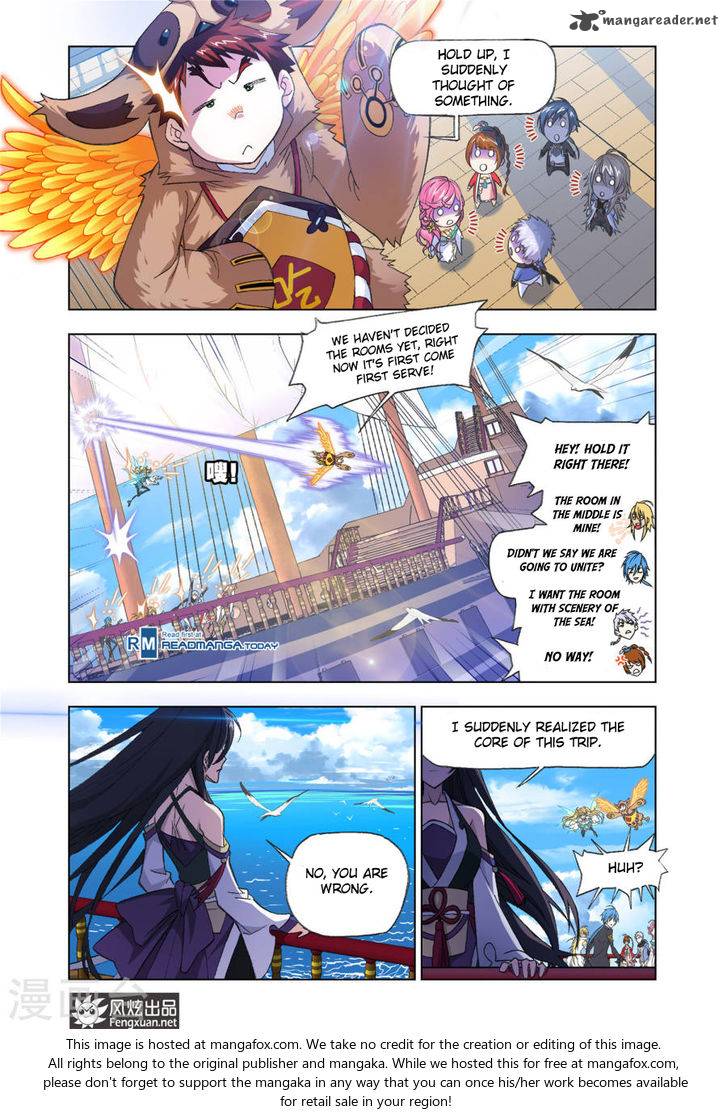 mangareader.net
HOLD UP, I
SUDDENLY
THOUGHT OF
SOMETHING.
WE HAVEN'T DECIDED
THE ROOMS YET, RIGHT
NOW IT'S FIRST COME
FIRST SERVE!
嗖!
HEY! HOLD IT
RIGHT THERE!
THE ROOM IN
THE MIDDLE IS
MINE!
DIDN'T WE SAY WE ARE
GOING TO UNITE?
I WANT THE ROOM
WITH SCENERY OF
THE SEA!
NO WAY!
RM Read first at
READMANGA.TODAY
NO, YOU ARE
WRONG.
I SUDDENLY REALIZED THE
CORE OF THIS TRIP.
HUH?
漫画台
风炫出品
Fengxuan.net
This image is hosted at mangafox.com. We take no credit for the creation or editing of this image.
All rights belong to the original publisher and mangaka. While we hosted this for free at mangafox.com,
please don't forget to support the mangaka in any way that you can once his/her work becomes available
for retail sale in your region!